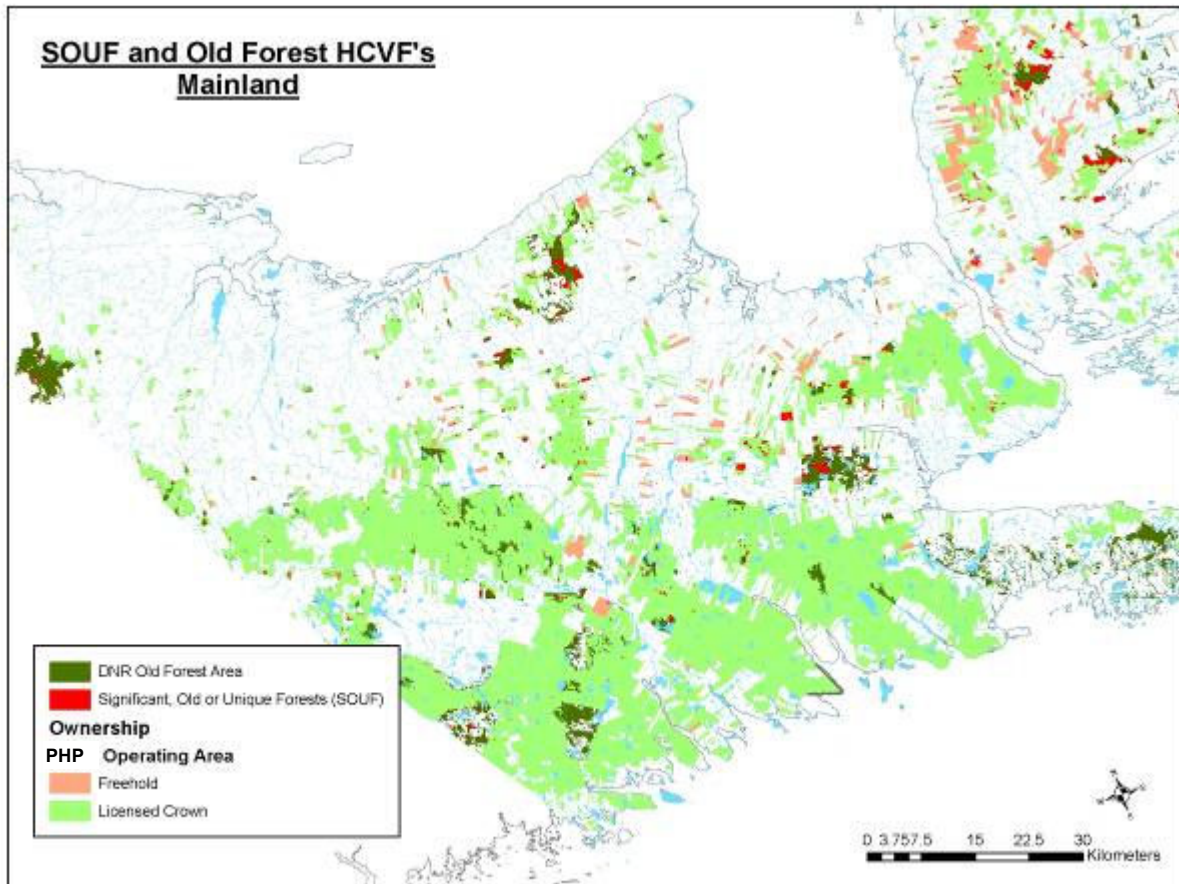 SOUF and Old Forest HCVF's
Mainland
DNR Old Forest Area
Significant, Old or Unique Forests (SOUF)
Ownership
PHP Operating Area
Freehold
Licensed Crown
0 3.757.5 15 22.5 30
Kilometers